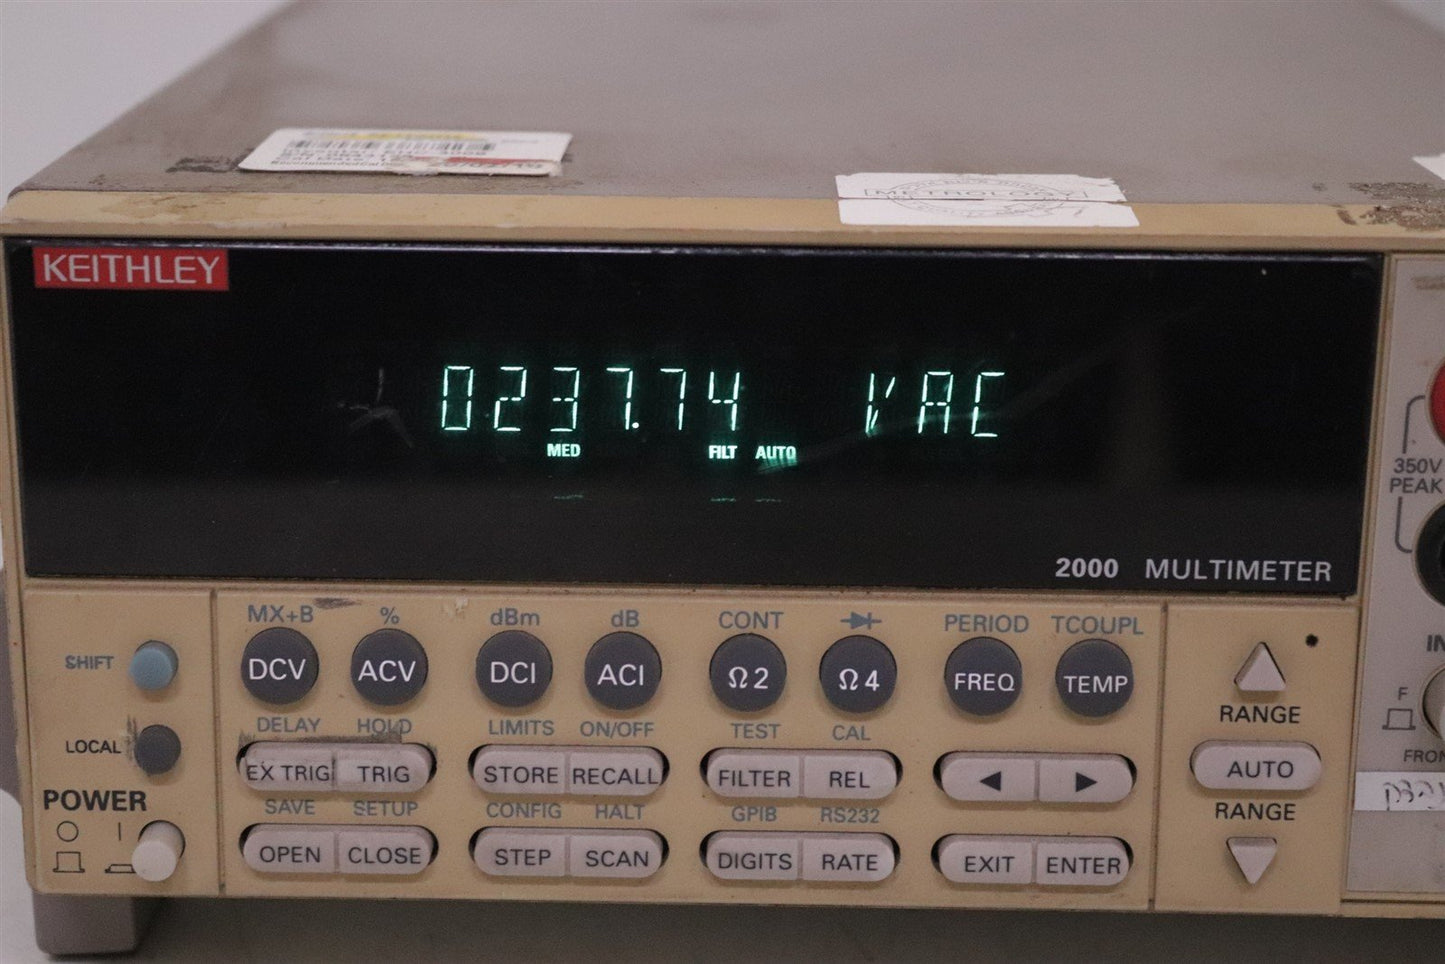 METROLOGY
KEITHLEY
0237.74 VAC
MED FILT AUTO
2000 MULTIMETER
350V
PEAK
MX+B % dBm dB CONT PERIOD TCOUPL
SHIFT DCV ACV DCI ACI Ω2 Ω4 FREQ TEMP
DELAY HOLD LIMITS ON/OFF TEST CAL
RANGE
LOCAL EX TRIG TRIG STORE RECALL FILTER REL ◀ ▶ AUTO
POWER SAVE SETUP CONFIG HALT GPIB RS232 RANGE
O I
OPEN CLOSE STEP SCAN DIGITS RATE EXIT ENTER
F